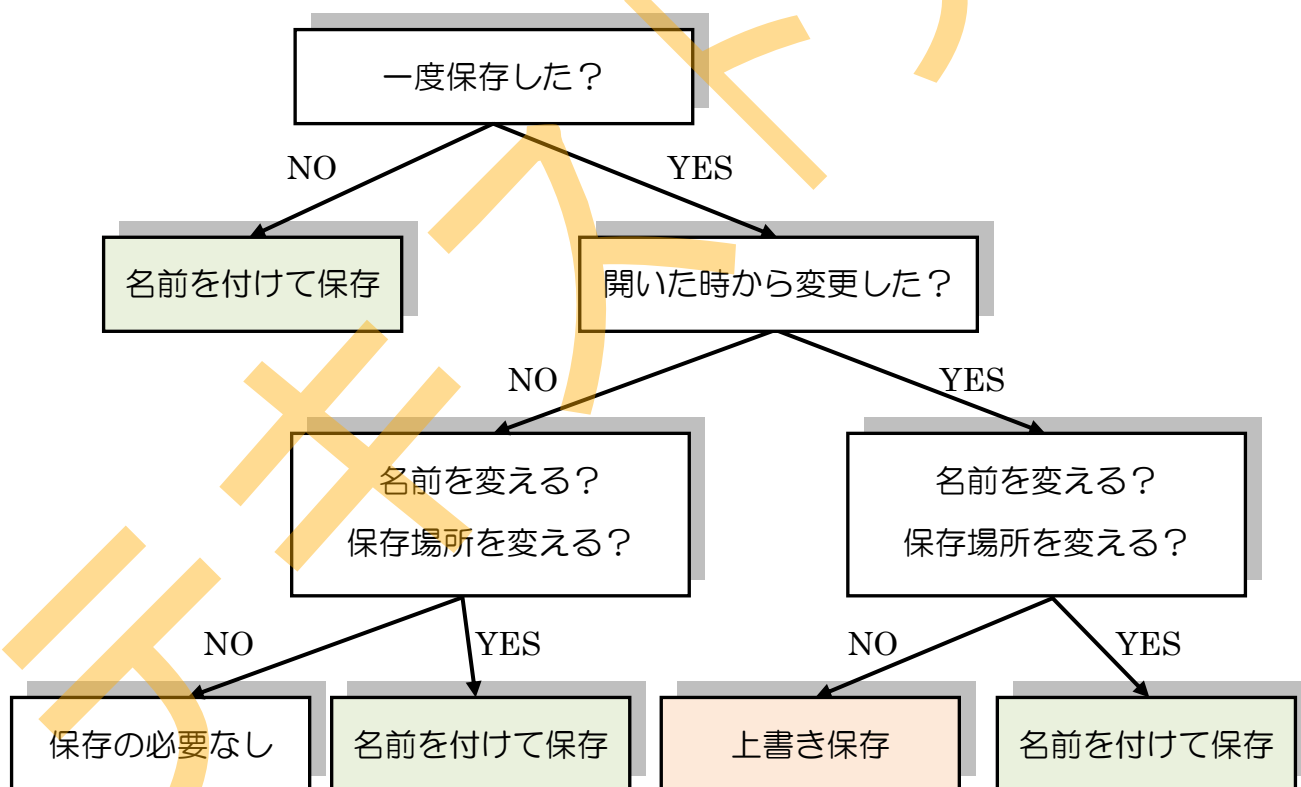 一度保存した？
NO
YES
名前を付けて保存
開いた時から変更した？
NO
YES
名前を変える？
保存場所を変える？
名前を変える？
保存場所を変える？
NO
YES
NO
YES
保存の必要なし
名前を付けて保存
上書き保存
名前を付けて保存